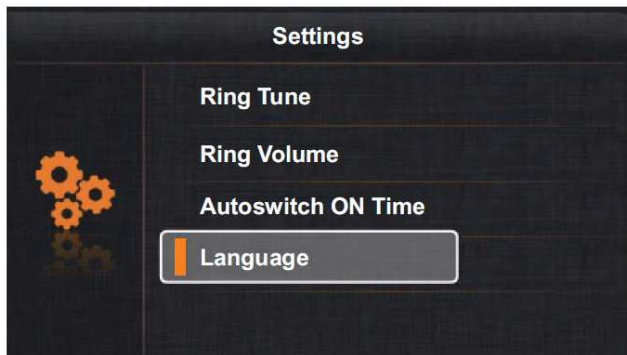 Settings
Ring Tune
Ring Volume
Autoswitch ON Time
Language